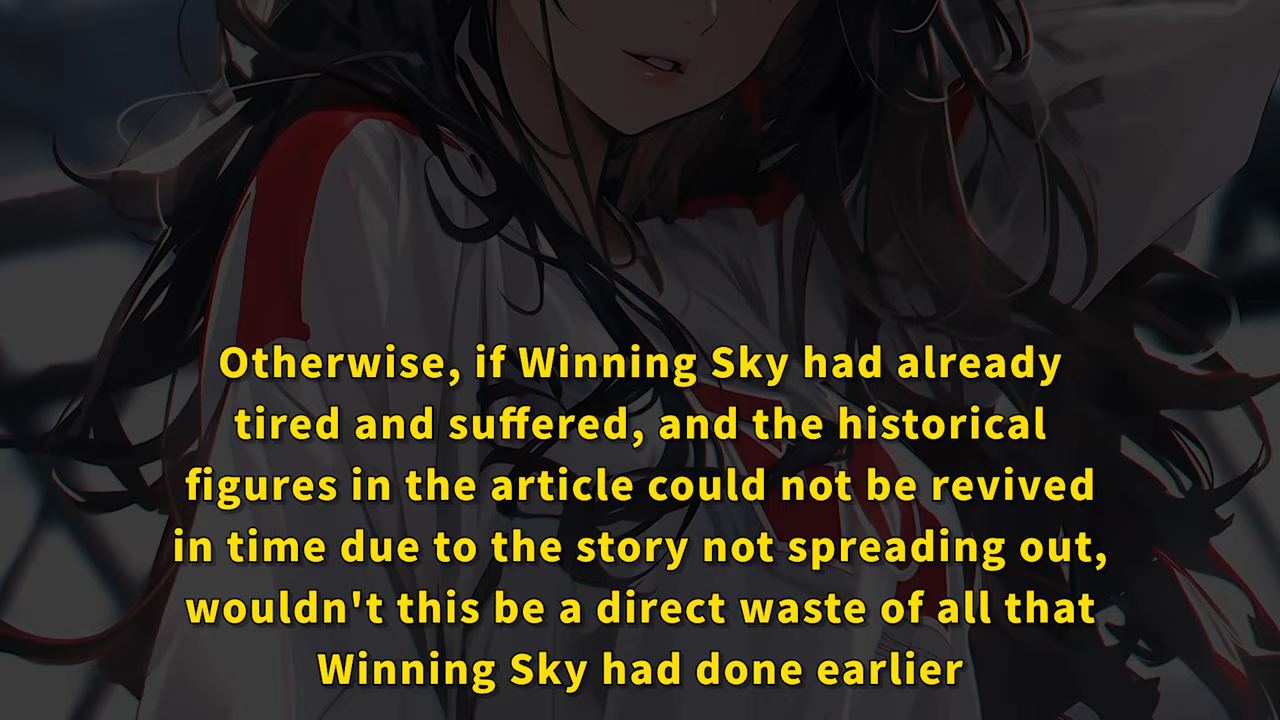 Otherwise, if Winning Sky had already
tired and suffered, and the historical
figures in the article could not be revived
in time due to the story not spreading out,
wouldn't this be a direct waste of all that
Winning Sky had done earlier